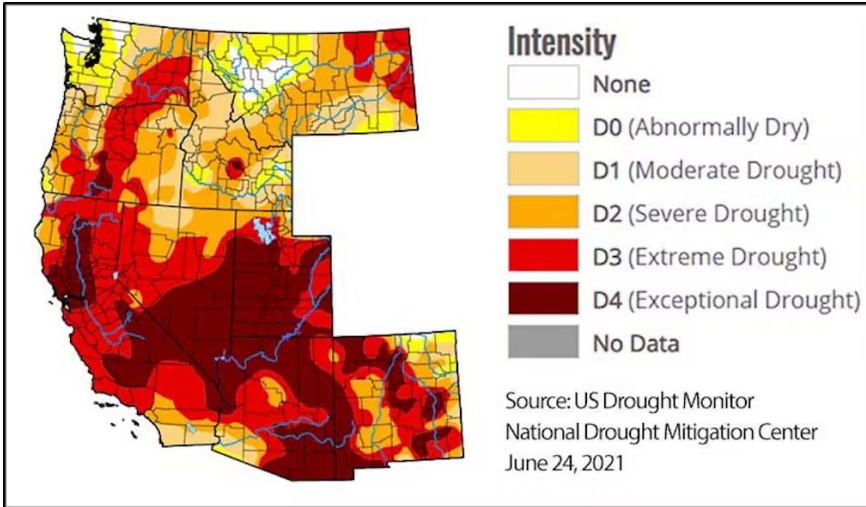 Intensity
None
D0 (Abnormally Dry)
D1 (Moderate Drought)
D2 (Severe Drought)
D3 (Extreme Drought)
D4 (Exceptional Drought)
No Data
Source: US Drought Monitor
National Drought Mitigation Center
June 24, 2021